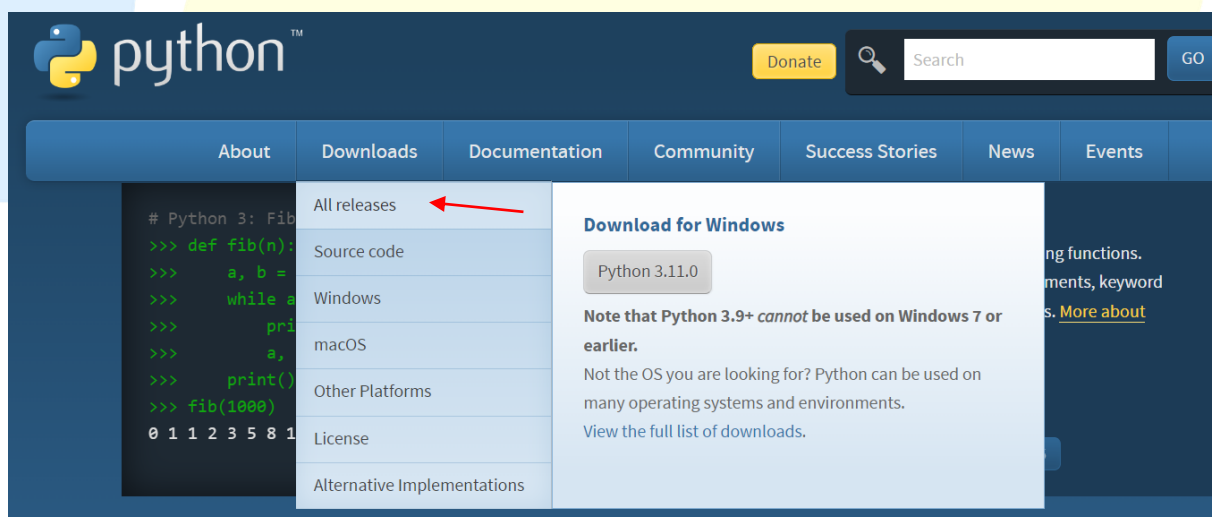 python™
Donate
Search
GO
About Downloads Documentation Community Success Stories News Events
All releases
Source code
Windows
macOS
Other Platforms
License
Alternative Implementations
Download for Windows
Python 3.11.0
Note that Python 3.9+ cannot be used on Windows 7 or
earlier.
Not the OS you are looking for? Python can be used on
many operating systems and environments.
View the full list of downloads.
# Python 3: Fib
>>> def fib(n):
>>> a, b =
>>> while a
>>> pri
>>> a,
>>> print()
>>> fib(1000)
0 1 1 2 3 5 8 1
ng functions.
ments, keyword
s. More about